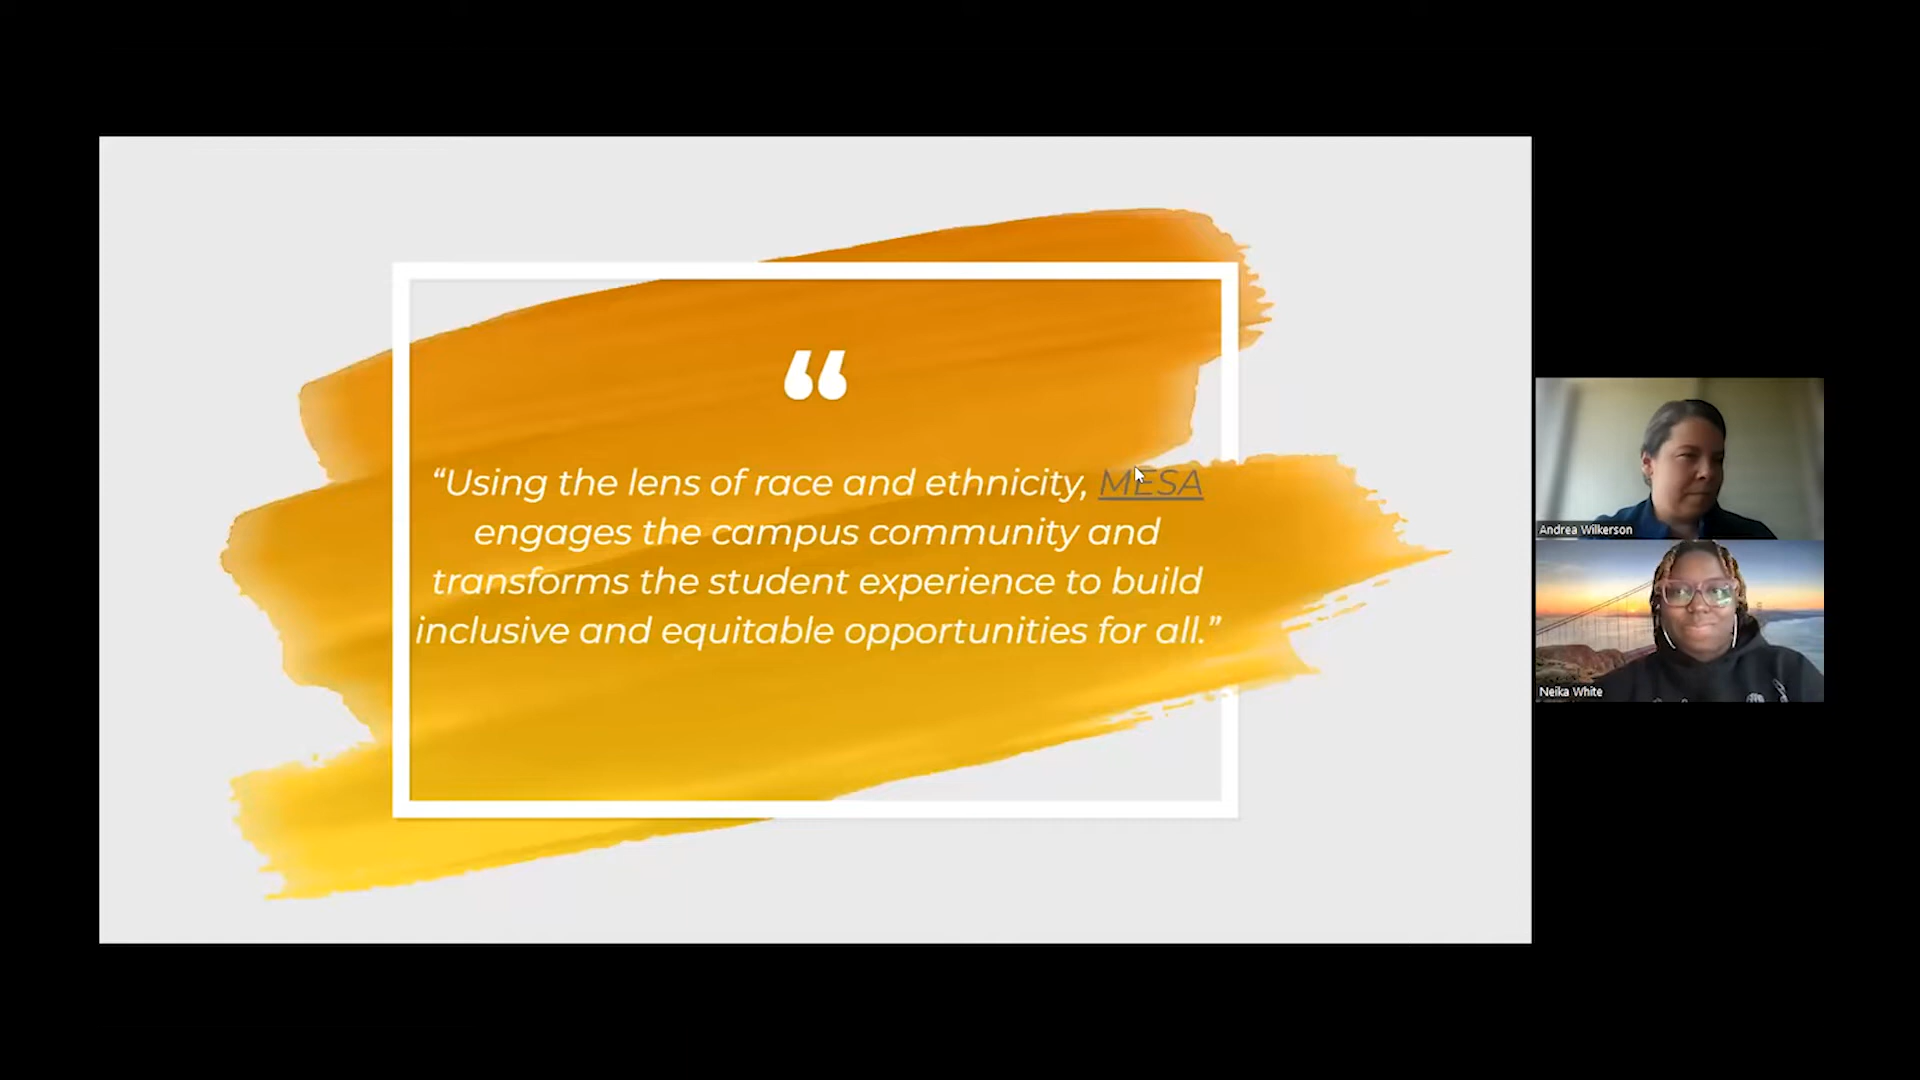 “
“Using the lens of race and ethnicity, MESA
engages the campus community and
transforms the student experience to build
inclusive and equitable opportunities for all.”
Andrea Wilkerson
Neika White